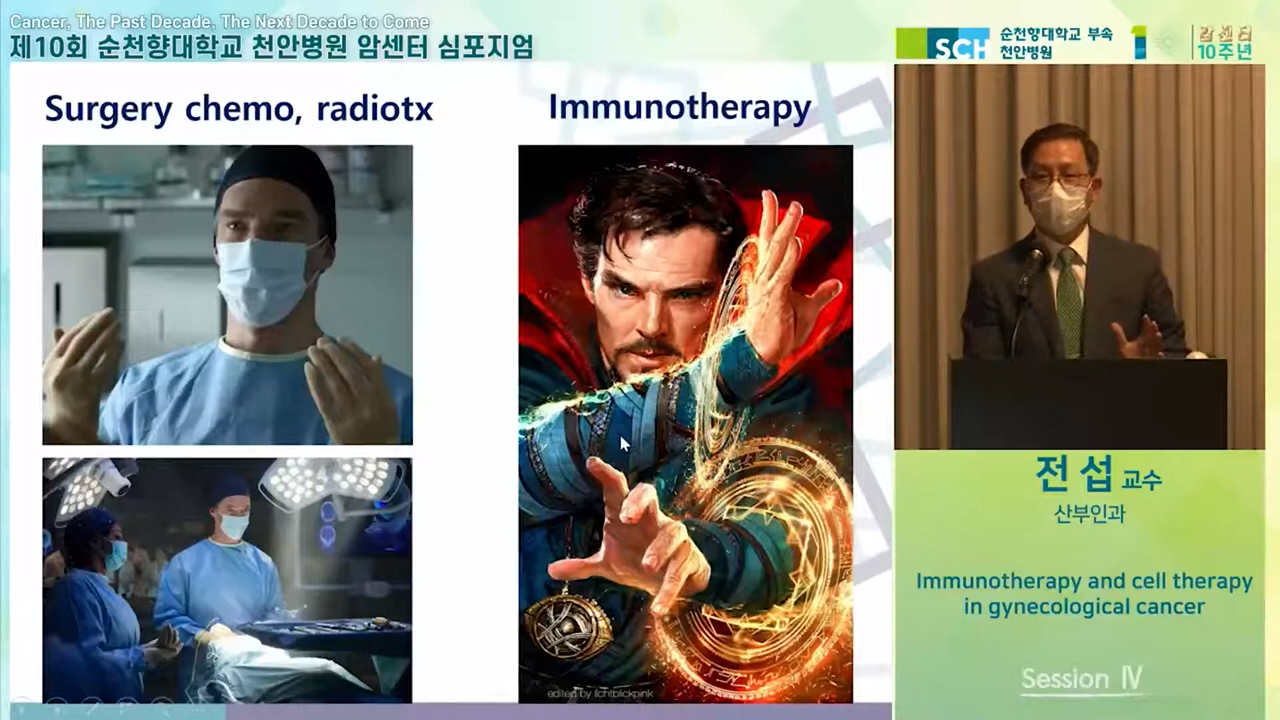 Cancer, The Past Decade, The Next Decade to Come
제10회 순천향대학교 천안병원 암센터 심포지엄
SCH 순천향대학교 부속
천안병원
암센터
10주년
Surgery chemo, radiotx
Immunotherapy
edited by lichtblickpink
전 섭 교수
산부인과
Immunotherapy and cell therapy
in gynecological cancer
Session Ⅳ